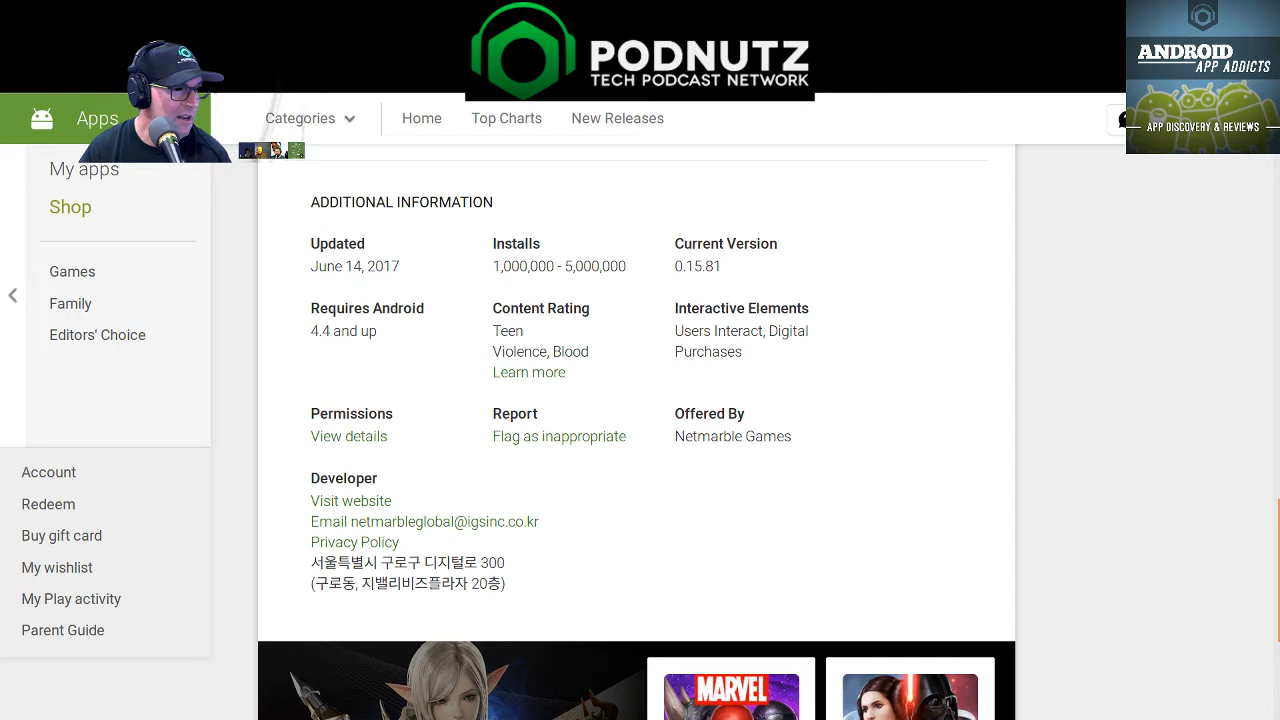 PODNUTZ
TECH PODCAST NETWORK
ANDROID
APP ADDICTS
APP DISCOVERY & REVIEWS
Apps
Categories
Home
Top Charts
New Releases
My apps
Shop
Games
Family
Editors' Choice
Account
Redeem
Buy gift card
My wishlist
My Play activity
Parent Guide
ADDITIONAL INFORMATION
Updated
June 14, 2017
Installs
1,000,000 - 5,000,000
Current Version
0.15.81
Requires Android
4.4 and up
Content Rating
Teen
Violence, Blood
Learn more
Interactive Elements
Users Interact, Digital
Purchases
Permissions
View details
Report
Flag as inappropriate
Offered By
Netmarble Games
Developer
Visit website
Email netmarbleglobal@igsinc.co.kr
Privacy Policy
서울특별시 구로구 디지털로 300
(구로동, 지밸리비즈플라자 20층)
MARVEL